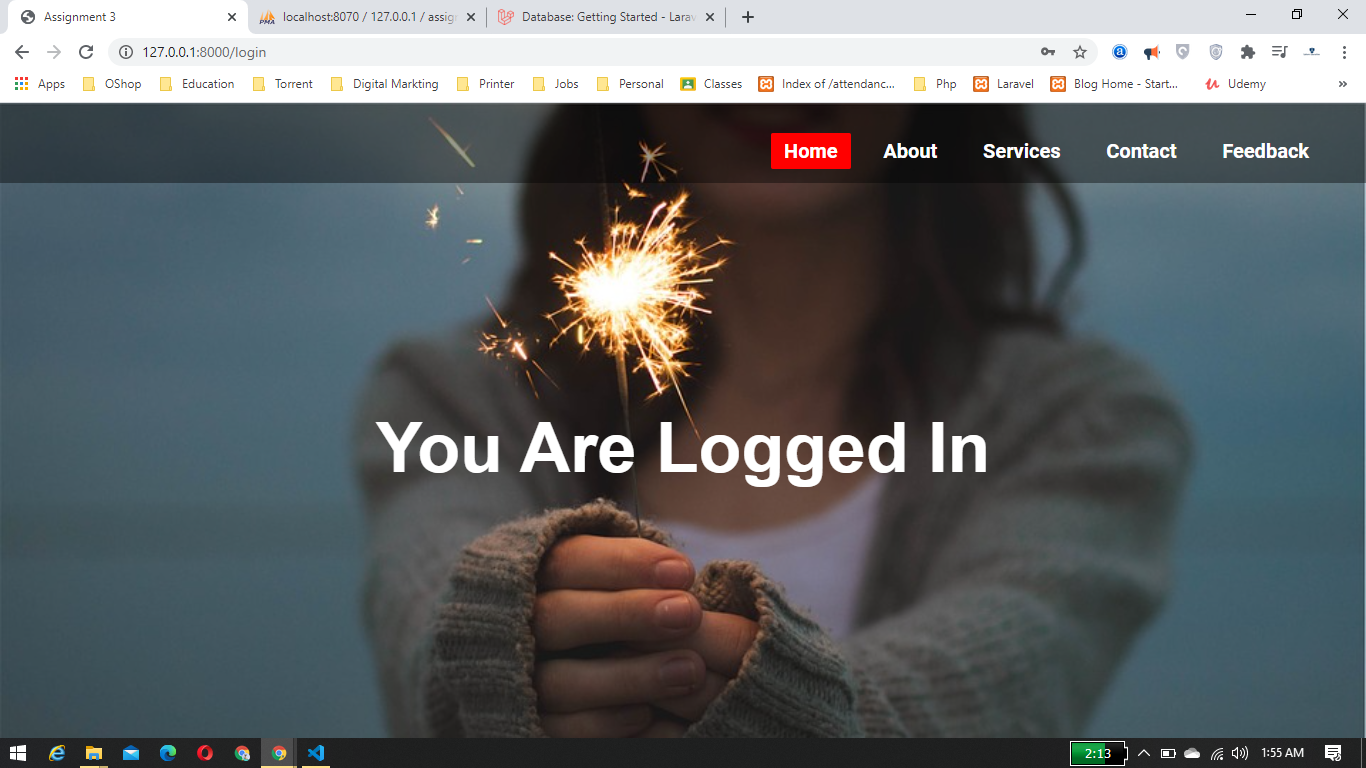 Assignment 3
localhost:8070 / 127.0.0.1 / assig
Database: Getting Started - Larav
127.0.0.1:8000/login
Apps
OShop
Education
Torrent
Digital Markting
Printer
Jobs
Personal
Classes
Index of /attendanc...
Php
Laravel
Blog Home - Start...
Udemy
»
Home
About
Services
Contact
Feedback
You Are Logged In
2:13
1:55 AM